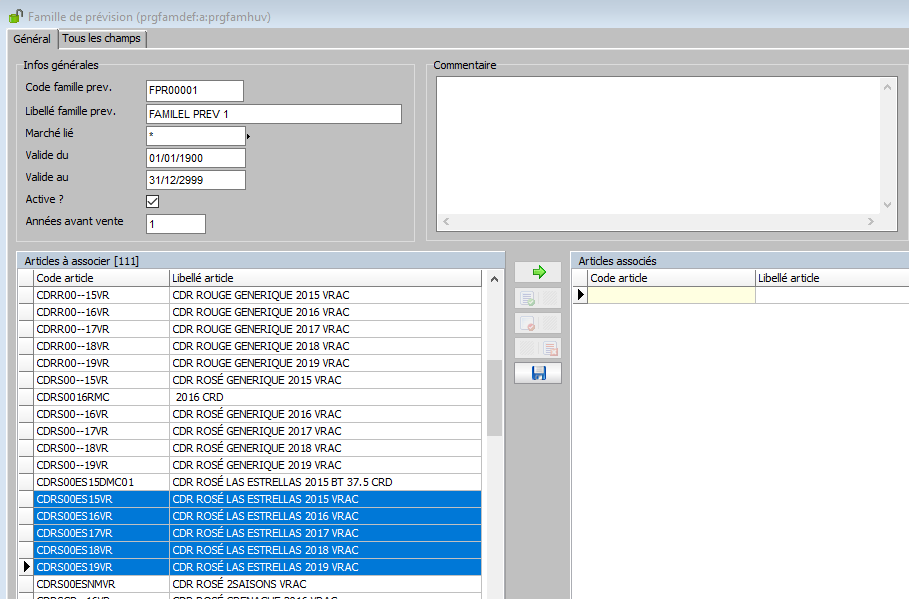 Famille de prévision (prgfamdef:a:prgfamhuv)
Général Tous les champs
Infos générales
Code famille prev. FPR00001
Libellé famille prev. FAMILEL PREV 1
Marché lié *
Valide du 01/01/1900
Valide au 31/12/2999
Active ?
Années avant vente 1
Commentaire
Articles à associer [111]
Code article Libellé article
CDRR00--15VR CDR ROUGE GENERIQUE 2015 VRAC
CDRR00--16VR CDR ROUGE GENERIQUE 2016 VRAC
CDRR00--17VR CDR ROUGE GENERIQUE 2017 VRAC
CDRR00--18VR CDR ROUGE GENERIQUE 2018 VRAC
CDRR00--19VR CDR ROUGE GENERIQUE 2019 VRAC
CDRS00--15VR CDR ROSÉ GENERIQUE 2015 VRAC
CDRS0016RMC 2016 CRD
CDRS00--16VR CDR ROSÉ GENERIQUE 2016 VRAC
CDRS00--17VR CDR ROSÉ GENERIQUE 2017 VRAC
CDRS00--18VR CDR ROSÉ GENERIQUE 2018 VRAC
CDRS00--19VR CDR ROSÉ GENERIQUE 2019 VRAC
CDRS00ES15DMC01 CDR ROSÉ LAS ESTRELLAS 2015 BT 37.5 CRD
CDRS00ES15VR CDR ROSÉ LAS ESTRELLAS 2015 VRAC
CDRS00ES16VR CDR ROSÉ LAS ESTRELLAS 2016 VRAC
CDRS00ES17VR CDR ROSÉ LAS ESTRELLAS 2017 VRAC
CDRS00ES18VR CDR ROSÉ LAS ESTRELLAS 2018 VRAC
CDRS00ES19VR CDR ROSÉ LAS ESTRELLAS 2019 VRAC
CDRS00ESNMVR CDR ROSÉ 2SAISONS VRAC
Articles associés
Code article Libellé article